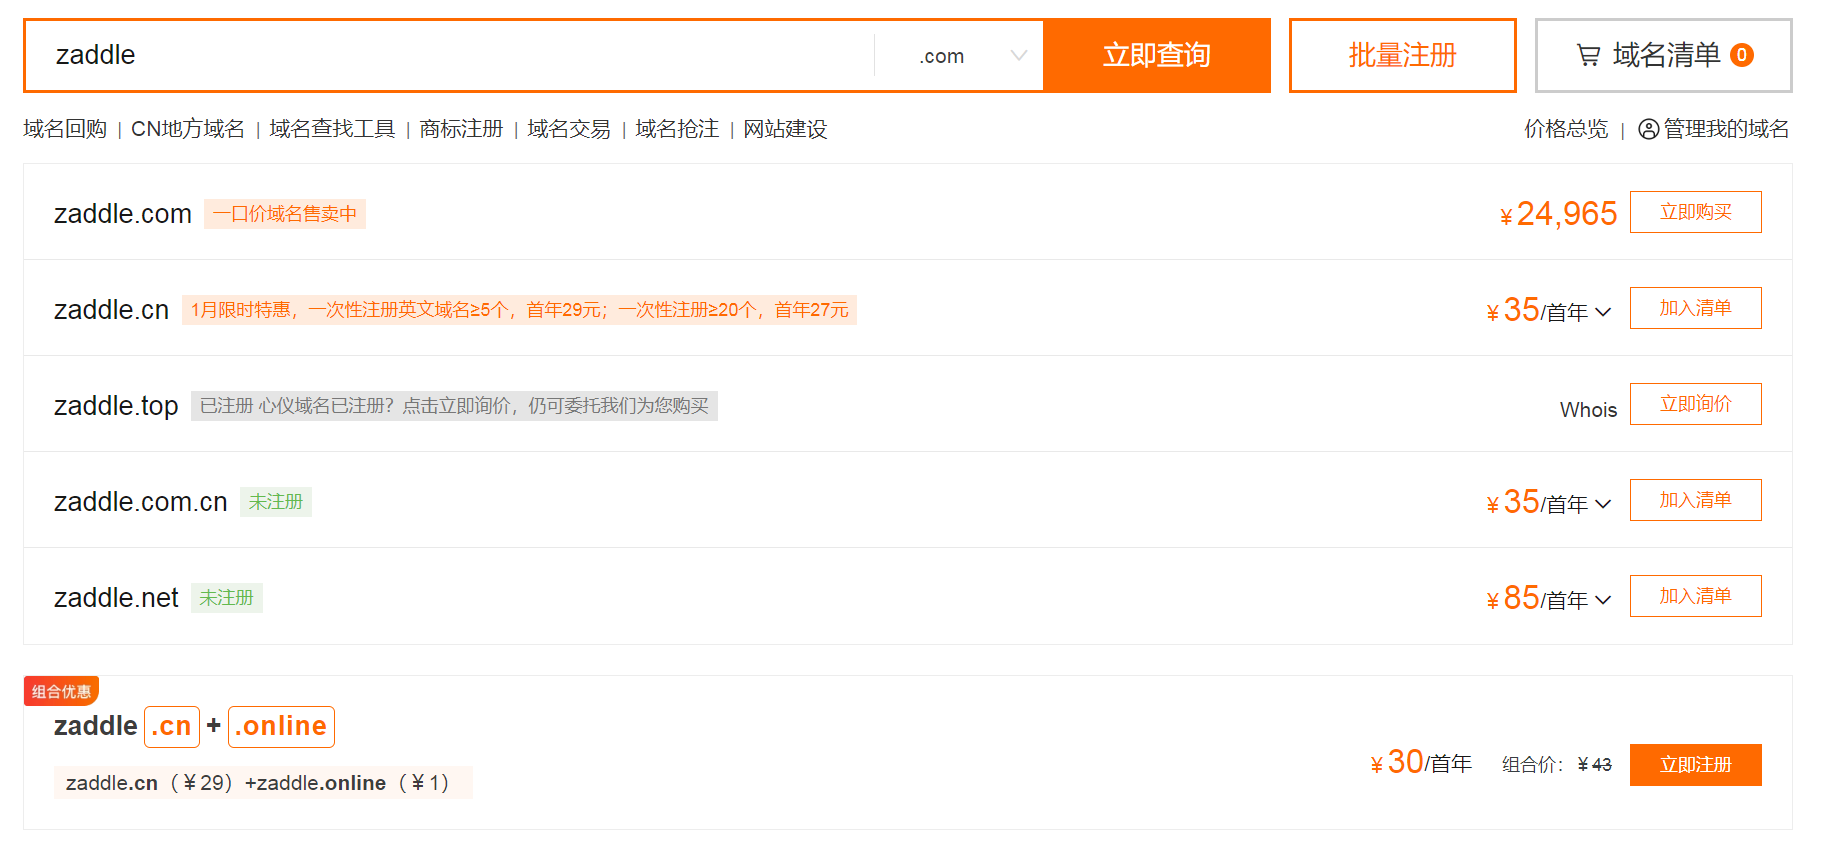 zaddle .com 立即查询 批量注册 域名清单 0
域名回购 | CN地方域名 | 域名查找工具 | 商标注册 | 域名交易 | 域名抢注 | 网站建设 价格总览 | 管理我的域名
zaddle.com 一口价域名售卖中 ¥24,965 立即购买
zaddle.cn 1月限时特惠，一次性注册英文域名≥5个，首年29元；一次性注册≥20个，首年27元 ¥35/首年 加入清单
zaddle.top 已注册 心仪域名已注册？点击立即询价，仍可委托我们为您购买 Whois 立即询价
zaddle.com.cn 未注册 ¥35/首年 加入清单
zaddle.net 未注册 ¥85/首年 加入清单
组合优惠
zaddle .cn + .online
¥30/首年 组合价：¥43 立即注册
zaddle.cn（¥29）+zaddle.online（¥1）